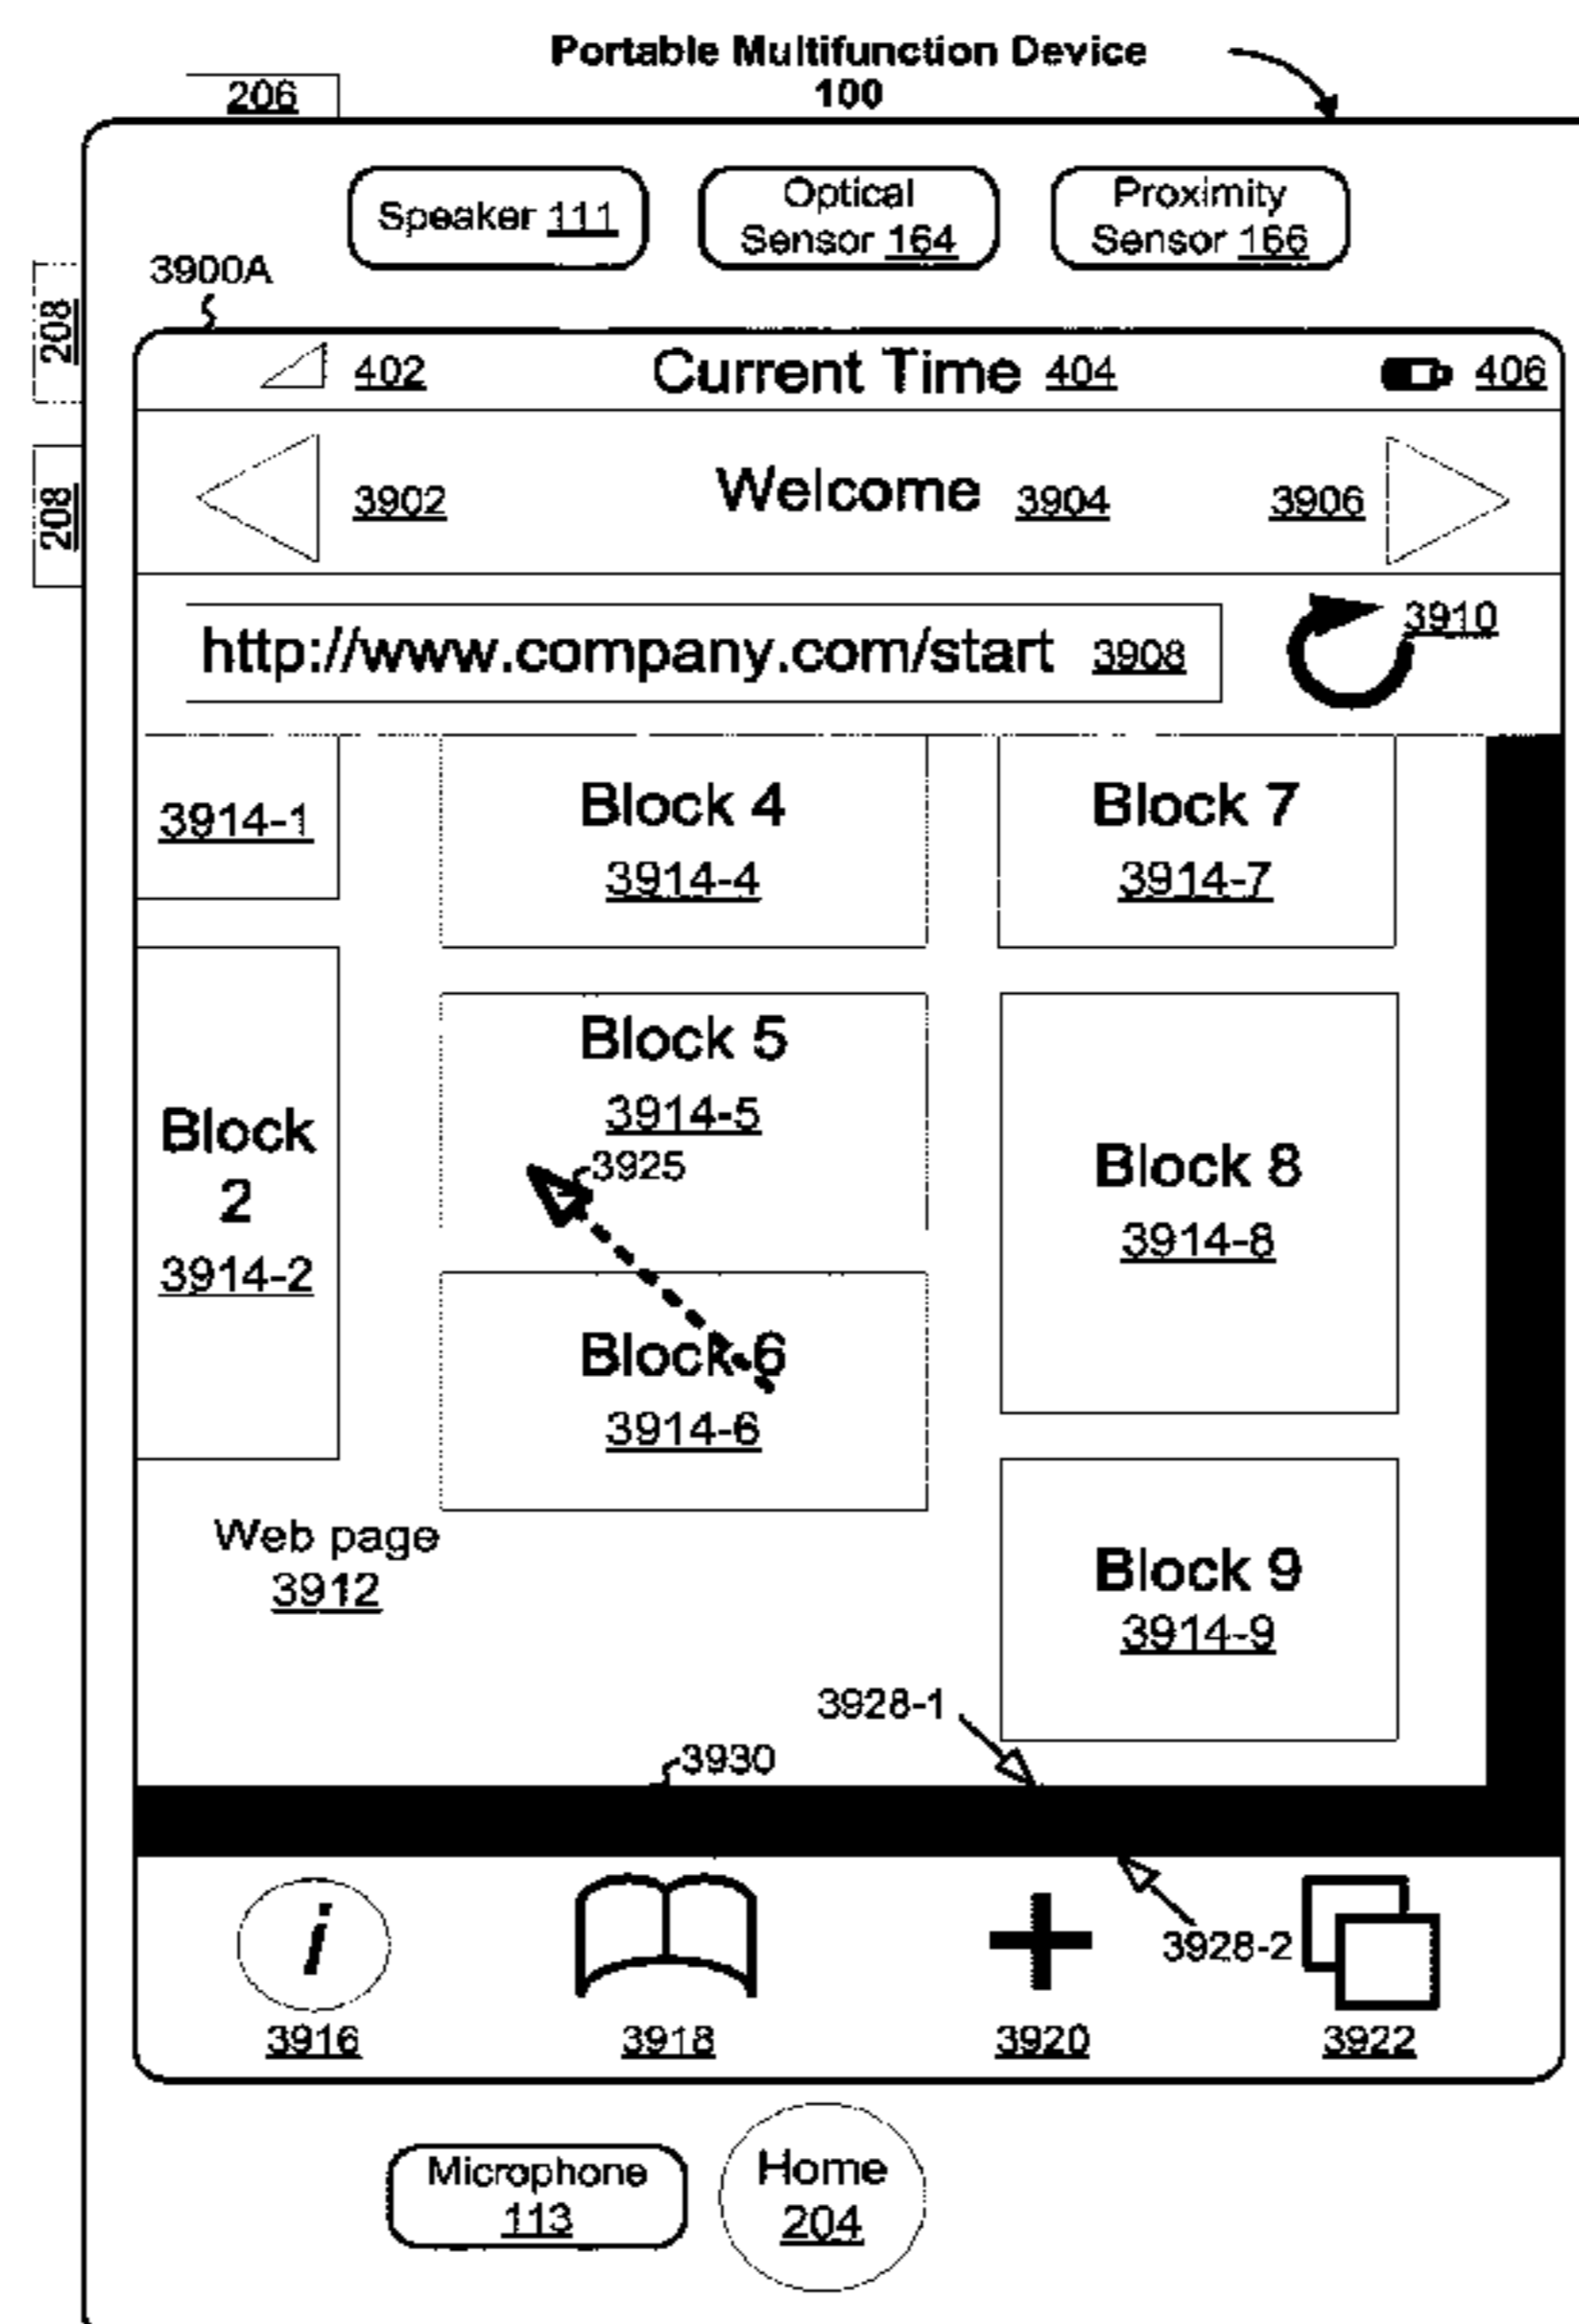 Portable Multifunction Device
100
206
Speaker 111
Optical
Sensor 164
Proximity
Sensor 166
3900A
208
208
402
Current Time 404
406
3902
Welcome 3904
3906
http://www.company.com/start 3908
3910
3914-1
Block 4
3914-4
Block 7
3914-7
Block
2
3914-2
Block 5
3914-5
3925
Block 8
3914-8
Block 6
3914-6
Web page
3912
Block 9
3914-9
3928-1
3930
i
3928-2
3916
3918
3920
3922
Microphone
113
Home
204